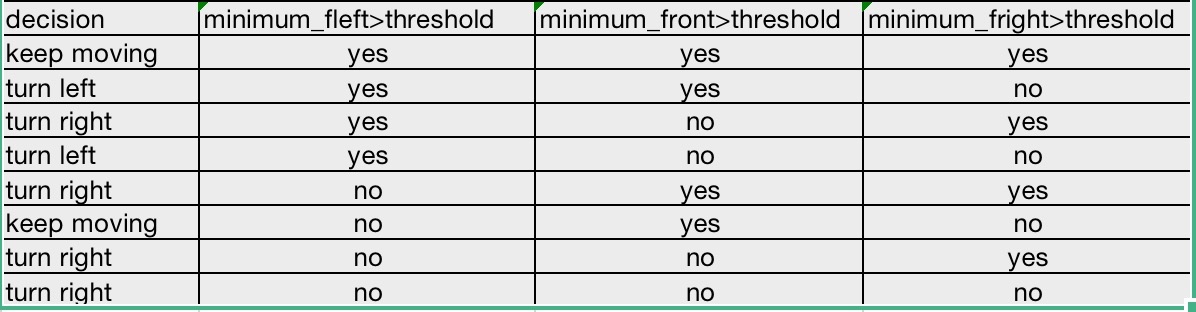 decision minimum_fleft>threshold minimum_front>threshold minimum_fright>threshold
keep moving yes yes yes
turn left yes yes no
turn right yes no yes
turn left yes no no
turn right no yes yes
keep moving no yes no
turn right no no yes
turn right no no no